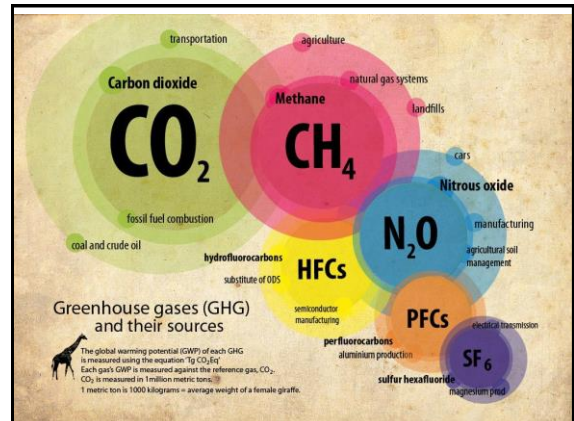 transportation
Carbon dioxide
CO2
fossil fuel combustion
coal and crude oil
agriculture
natural gas systems
Methane
landfills
CH4
cars
Nitrous oxide
N2O
manufacturing
agricultural soil
management
hydrofluorocarbons
HFCs
substitute of ODS
semiconductor
manufacturing
PFCs
perfluorocarbons
aluminium production
electrical transmission
SF6
sulfur hexafluoride
magnesium prod
Greenhouse gases (GHG)
and their sources
The global warming potential (GWP) of each GHG
is measured using the equation 'Tg CO2Eq'
Each gas's GWP is measured against the reference gas, CO2.
CO2 is measured in 1million metric tons.
1 metric ton is 1000 kilograms = average weight of a female giraffe.